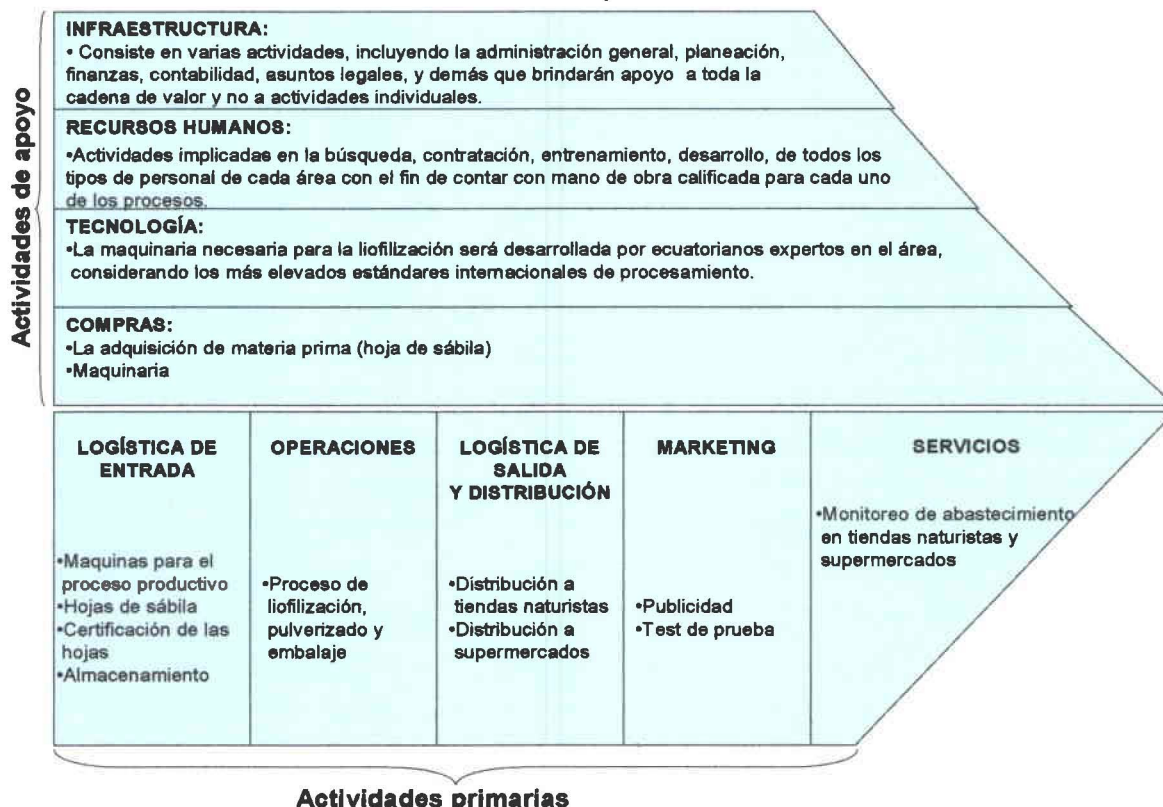 Actividades de apoyo
INFRAESTRUCTURA:
• Consiste en varias actividades, incluyendo la administración general, planeación,
finanzas, contabilidad, asuntos legales, y demás que brindarán apoyo a toda la
cadena de valor y no a actividades individuales.
RECURSOS HUMANOS:
•Actividades implicadas en la búsqueda, contratación, entrenamiento, desarrollo, de todos los
tipos de personal de cada área con el fin de contar con mano de obra calificada para cada uno
de los procesos.
TECNOLOGÍA:
•La maquinaria necesaria para la liofilización será desarrollada por ecuatorianos expertos en el área,
considerando los más elevados estándares internacionales de procesamiento.
COMPRAS:
•La adquisición de materia prima (hoja de sábila)
•Maquinaria
LOGÍSTICA DE
ENTRADA
•Maquinas para el
proceso productivo
•Hojas de sábila
•Certificación de las
hojas
•Almacenamiento
OPERACIONES
•Proceso de
liofilización,
pulverizado y
embalaje
LOGÍSTICA DE
SALIDA
Y DISTRIBUCIÓN
•Distribución a
tiendas naturistas
•Distribución a
supermercados
MARKETING
•Publicidad
•Test de prueba
SERVICIOS
•Monitoreo de abastecimiento
en tiendas naturistas y
supermercados
Actividades primarias